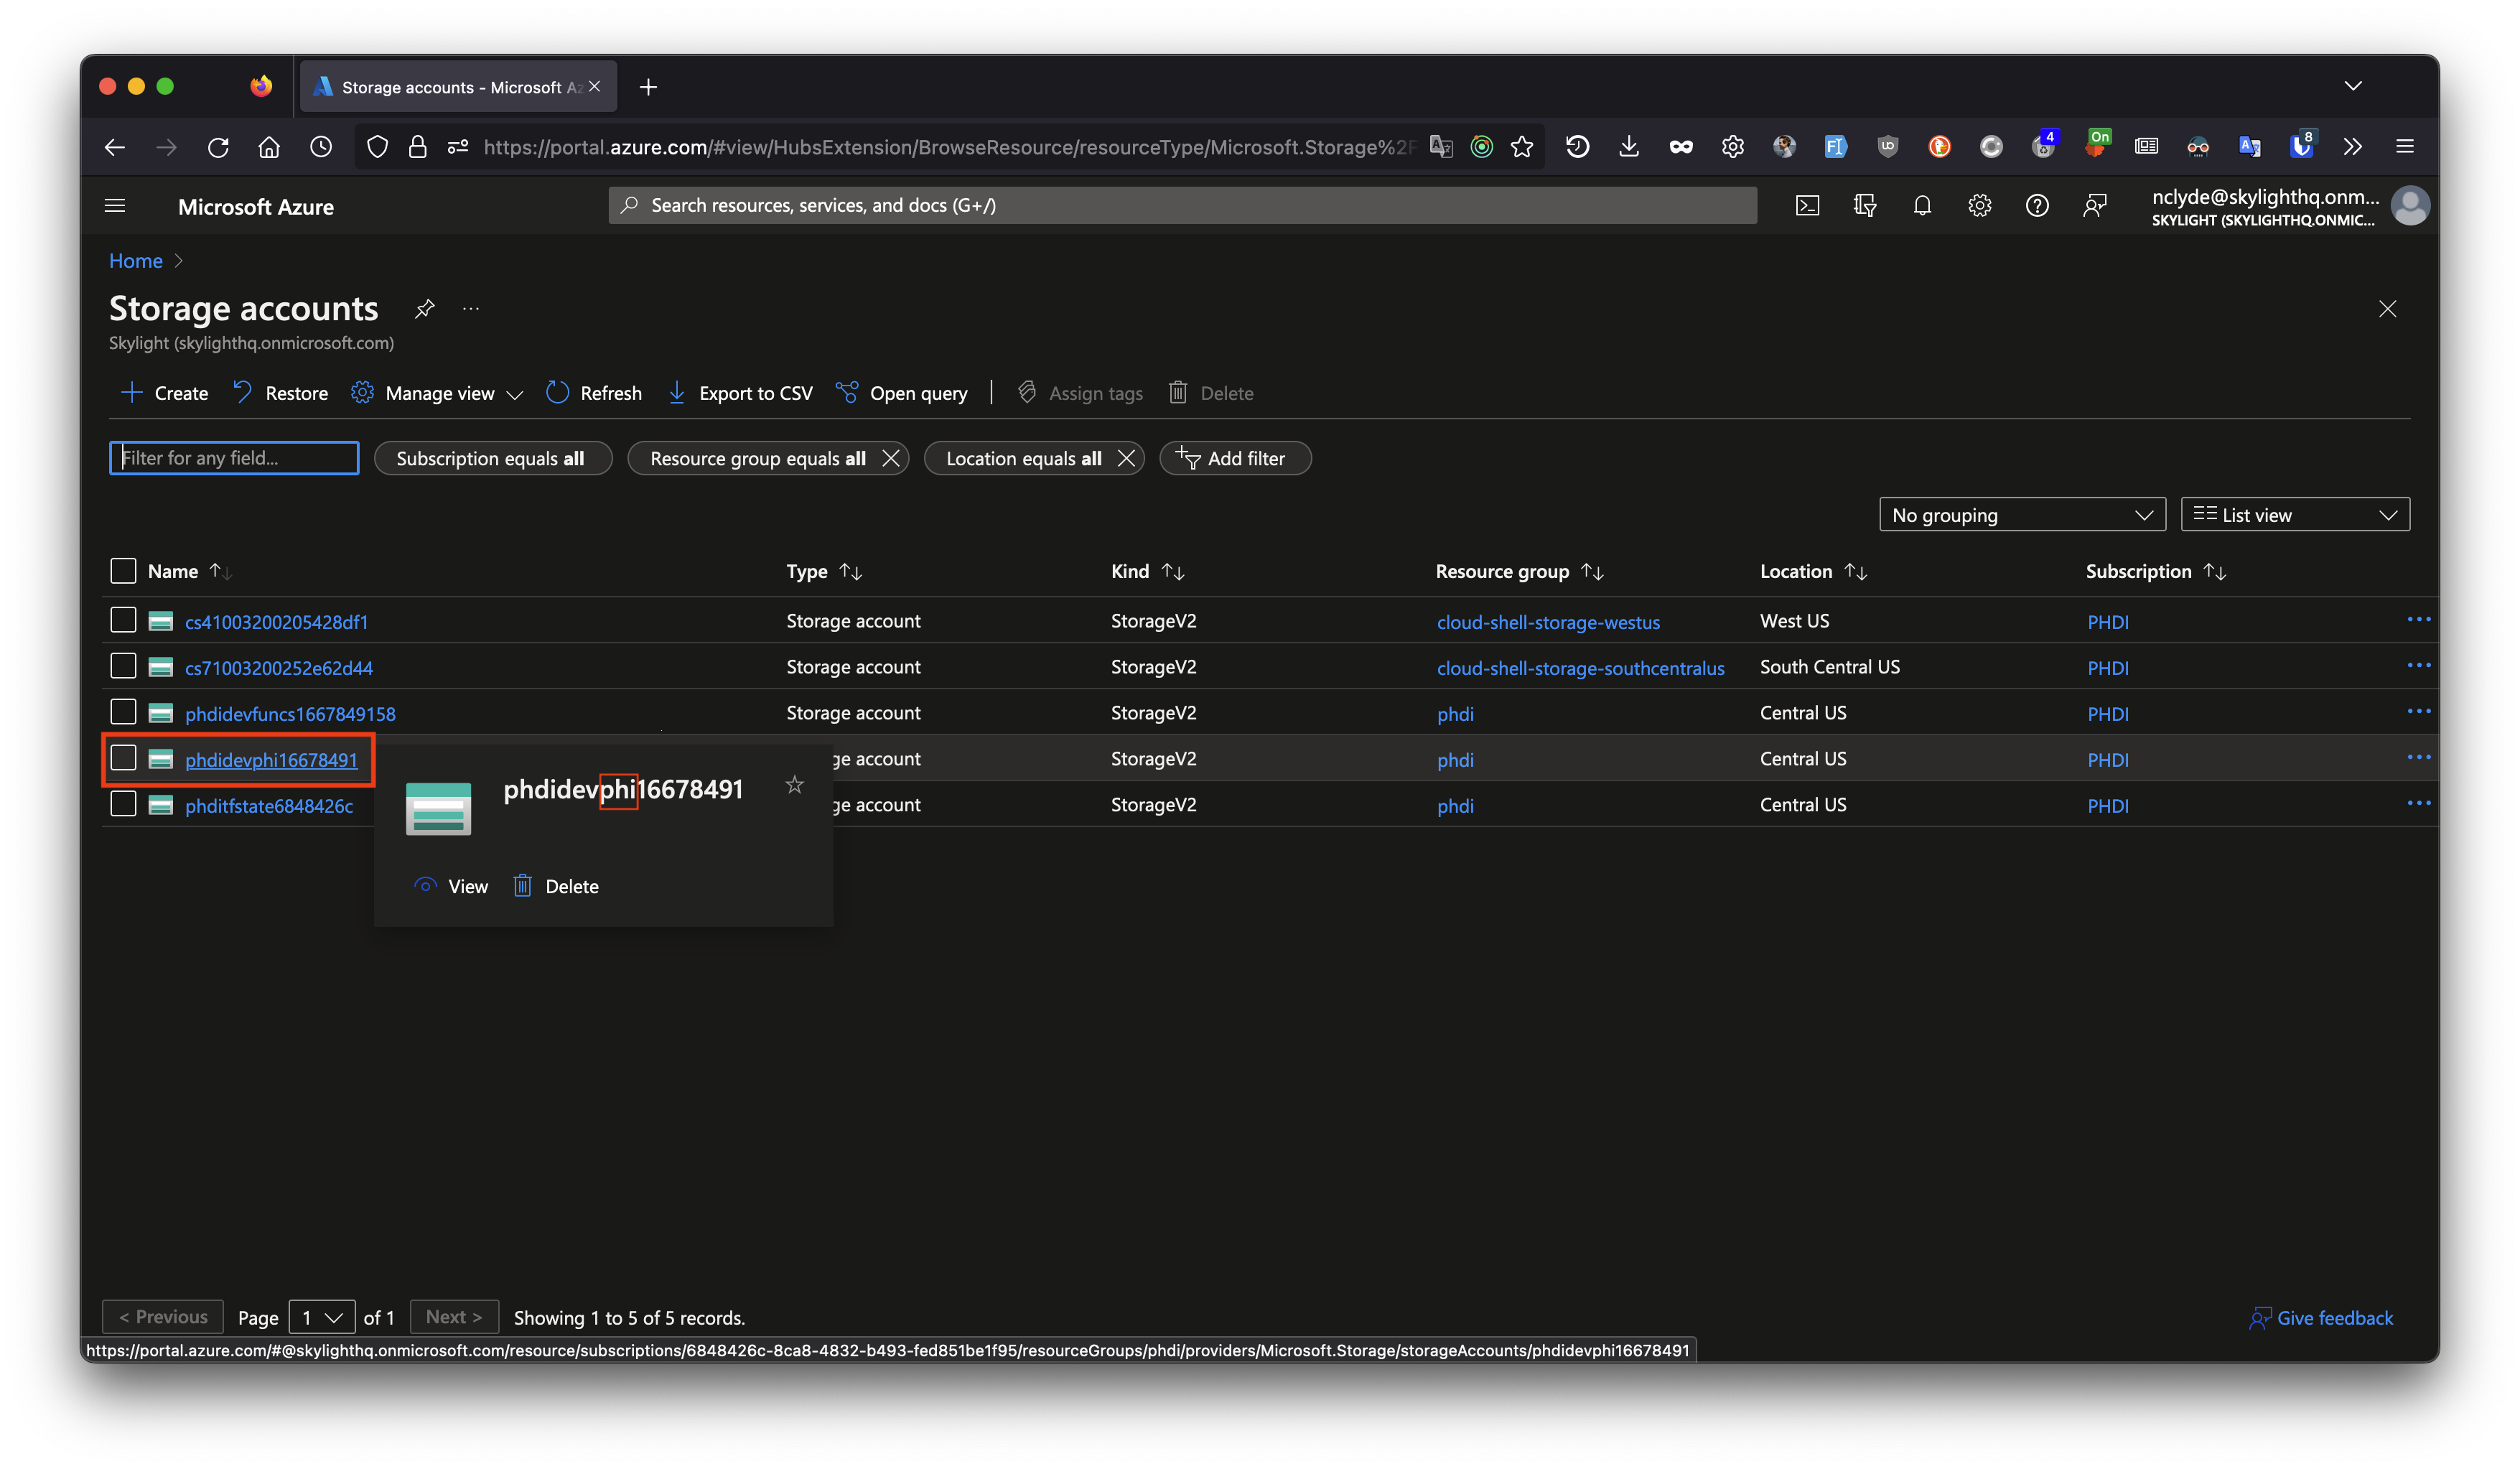 Storage accounts - Microsoft Az
https://portal.azure.com/#view/HubsExtension/BrowseResource/resourceType/Microsoft.Storage%2F
4
On
8
Microsoft Azure
Search resources, services, and docs (G+/)
nclyde@skylighthq.onm...
SKYLIGHT (SKYLIGHTHQ.ONMIC...
Home
Storage accounts
Skylight (skylighthq.onmicrosoft.com)
Create Restore Manage view Refresh Export to CSV Open query Assign tags Delete
Filter for any field... Subscription equals all Resource group equals all Location equals all Add filter
No grouping List view
Name Type Kind Resource group Location Subscription
cs41003200205428df1 Storage account StorageV2 cloud-shell-storage-westus West US PHDI
cs71003200252e62d44 Storage account StorageV2 cloud-shell-storage-southcentralus South Central US PHDI
phdidevfuncs1667849158 Storage account StorageV2 phdi Central US PHDI
phdidevphi16678491 ge account StorageV2 phdi Central US PHDI
phdidevphi16678491
phditfstate6848426c ge account StorageV2 phdi Central US PHDI
View Delete
< Previous Page 1 of 1 Next > Showing 1 to 5 of 5 records.
Give feedback
https://portal.azure.com/#@skylighthq.onmicrosoft.com/resource/subscriptions/6848426c-8ca8-4832-b493-fed851be1f95/resourceGroups/phdi/providers/Microsoft.Storage/storageAccounts/phdidevphi16678491